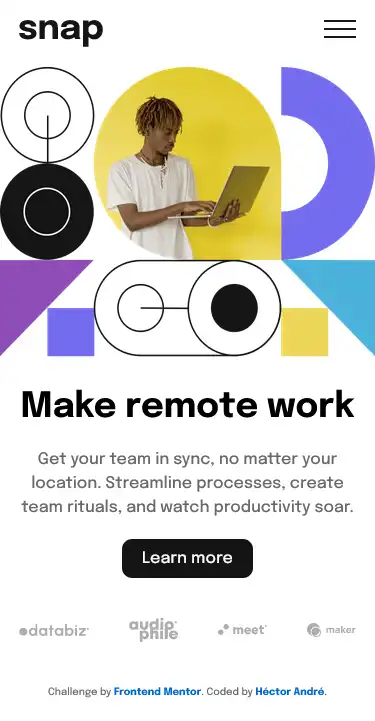 snap
Make remote work
Get your team in sync, no matter your
location. Streamline processes, create
team rituals, and watch productivity soar.
Learn more
databiz
audio
phile
meet
maker
Challenge by Frontend Mentor. Coded by Héctor André.